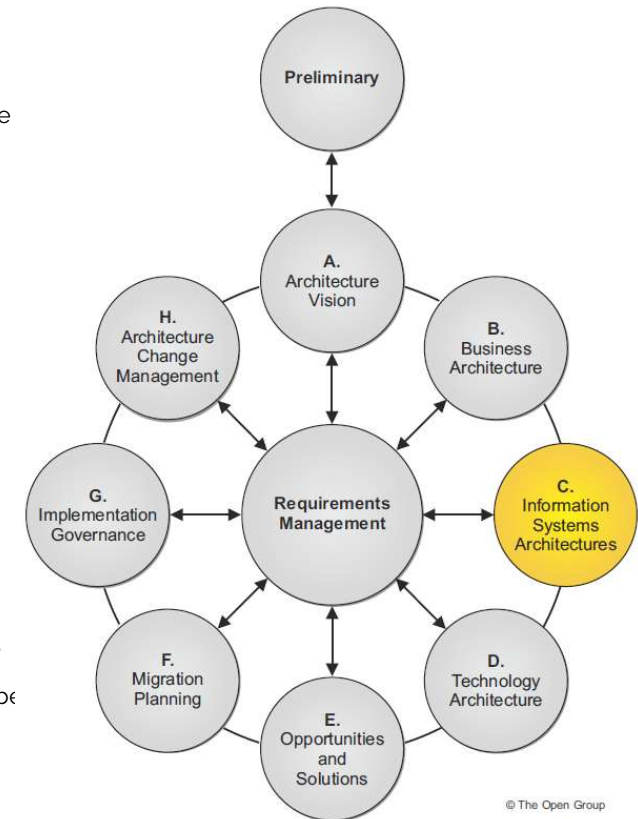 Preliminary
e
A.
Architecture
Vision
H.
Architecture
Change
Management
B.
Business
Architecture
G.
Implementation
Governance
Requirements
Management
C.
Information
Systems
Architectures
F.
Migration
Planning
D.
Technology
Architecture
E.
Opportunities
and
Solutions
© The Open Group